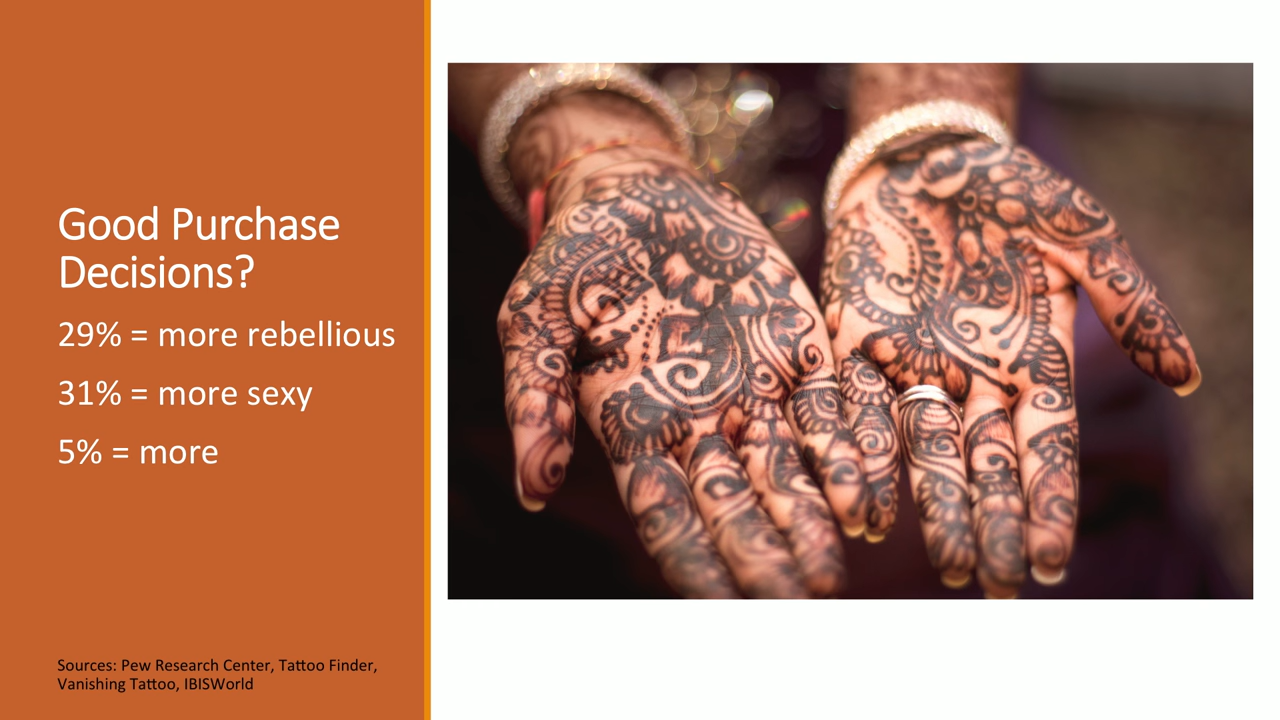 Good Purchase
Decisions?
29% = more rebellious
31% = more sexy
5% = more
Sources: Pew Research Center, Tattoo Finder,
Vanishing Tattoo, IBISWorld